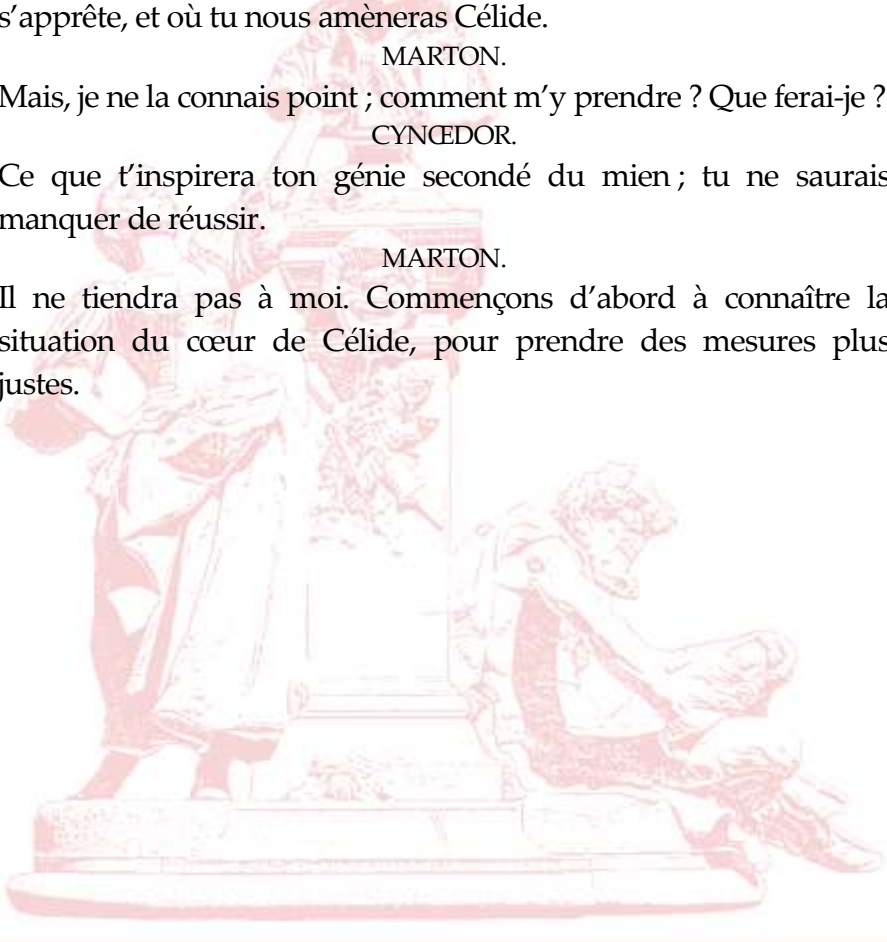 s’apprête, et où tu nous amèneras Célide.
MARTON.
Mais, je ne la connais point ; comment m’y prendre ? Que ferai-je ?
CYNŒDOR.
Ce que t’inspirera ton génie secondé du mien ; tu ne saurais
manquer de réussir.
MARTON.
Il ne tiendra pas à moi. Commençons d’abord à connaître la
situation du cœur de Célide, pour prendre des mesures plus
justes.